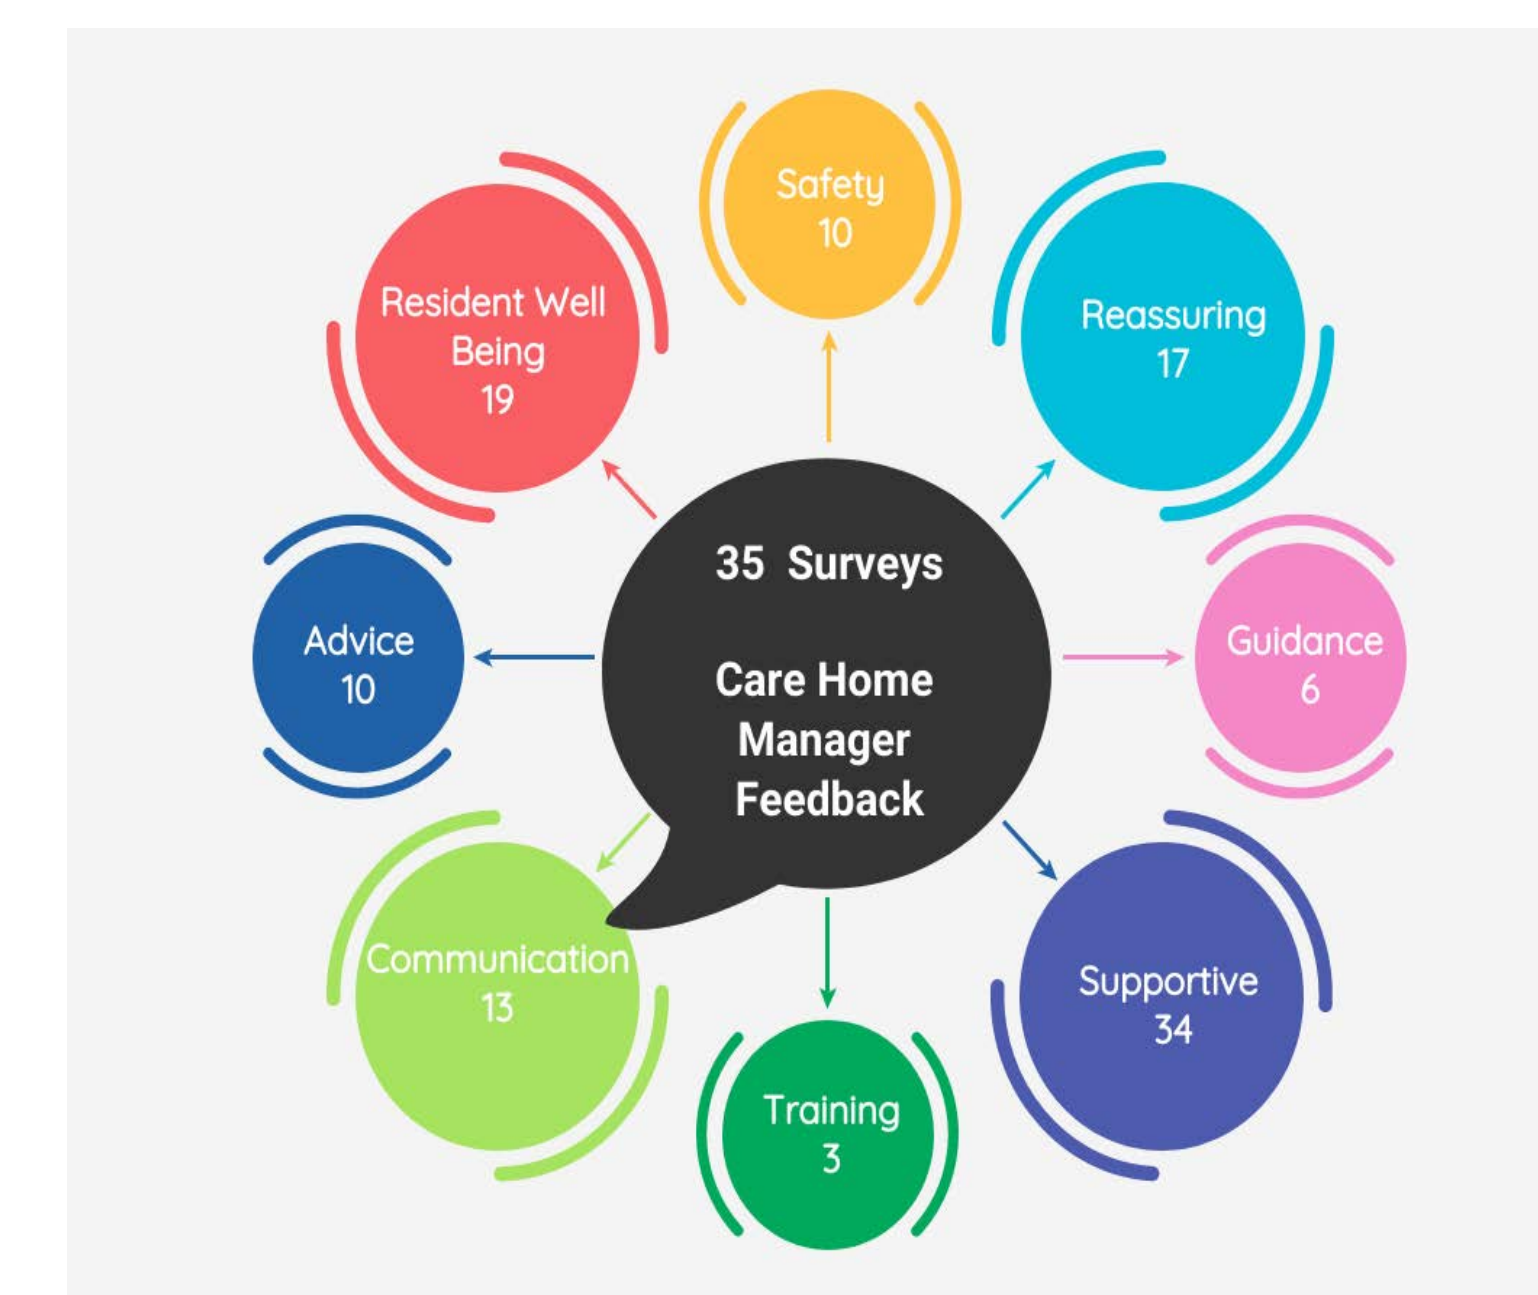 Safety
10
Resident Well
Being
19
Reassuring
17
35 Surveys
Care Home
Manager
Feedback
Advice
10
Guidance
6
Communication
13
Supportive
34
Training
3